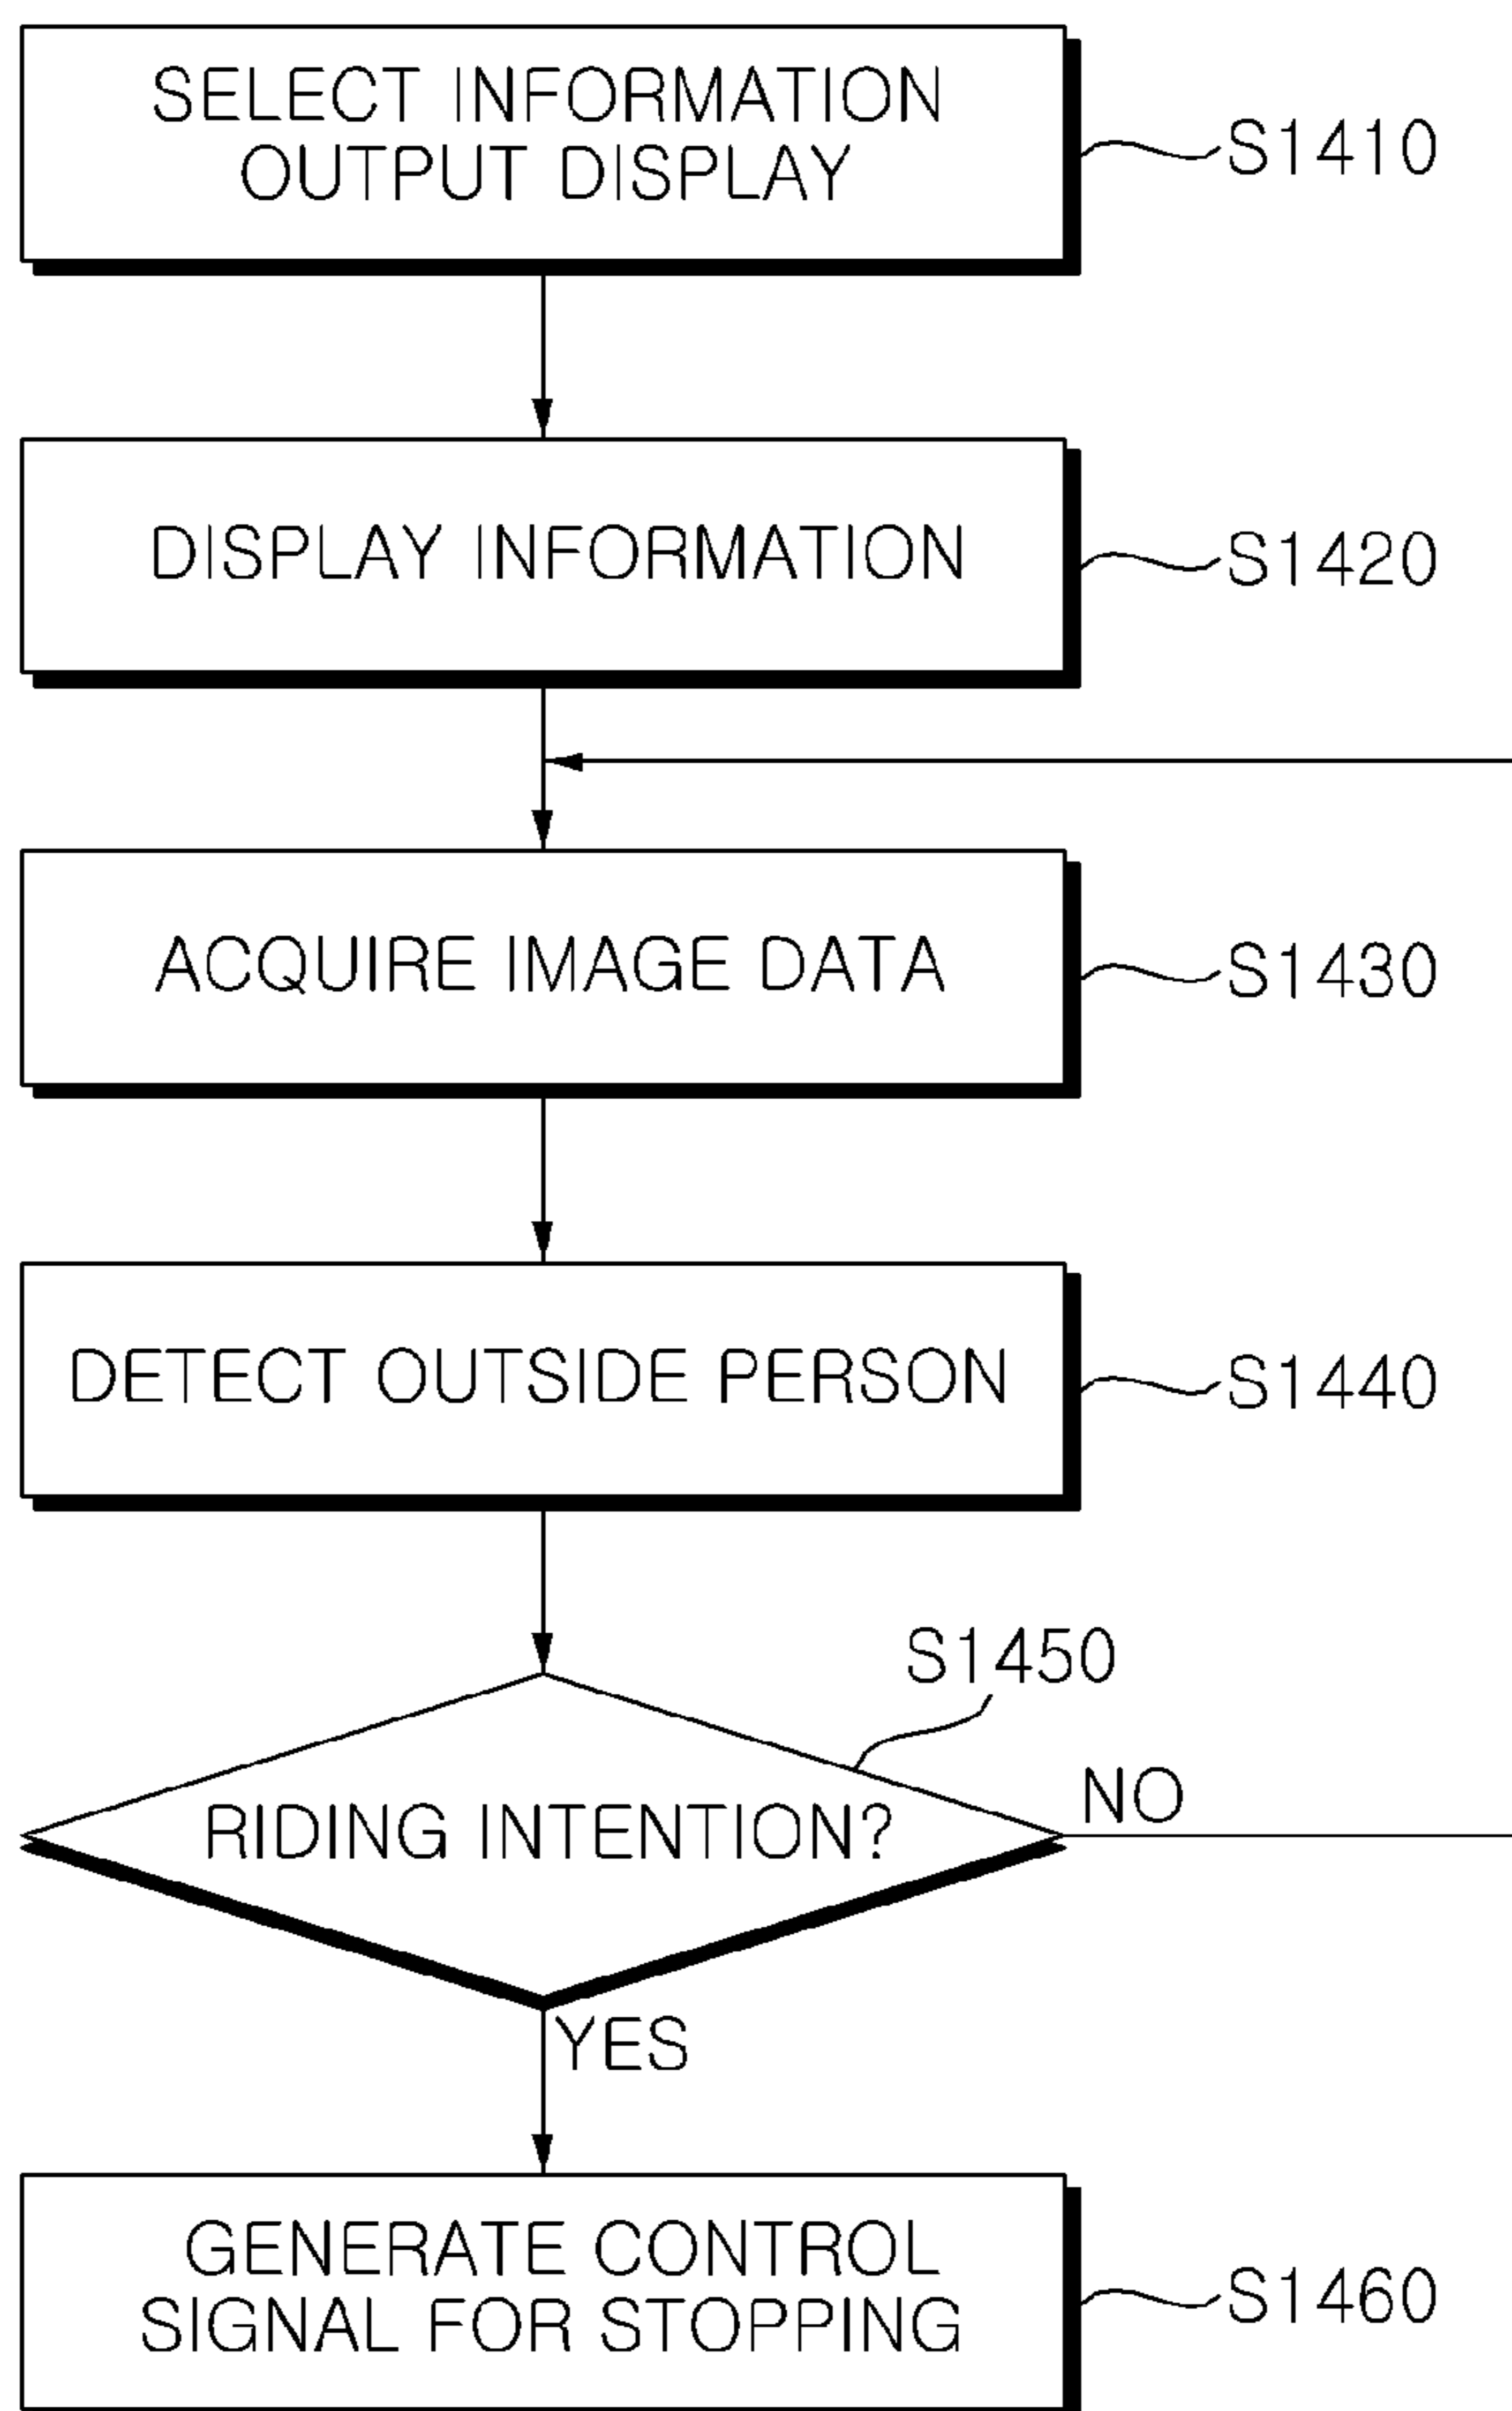 SELECT INFORMATION
OUTPUT DISPLAY
S1410
DISPLAY INFORMATION
S1420
ACQUIRE IMAGE DATA
S1430
DETECT OUTSIDE PERSON
S1440
S1450
RIDING INTENTION?
NO
YES
GENERATE CONTROL
SIGNAL FOR STOPPING
S1460